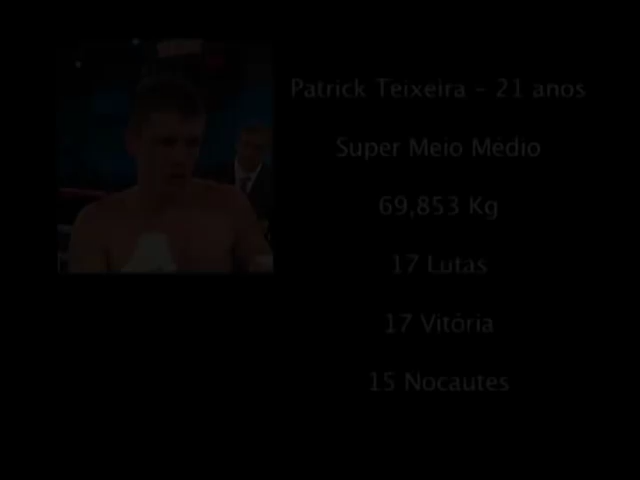 Patrick Teixeira - 21 anos
Super Meio Médio
69,853 Kg
17 Lutas
17 Vitória
15 Nocautes